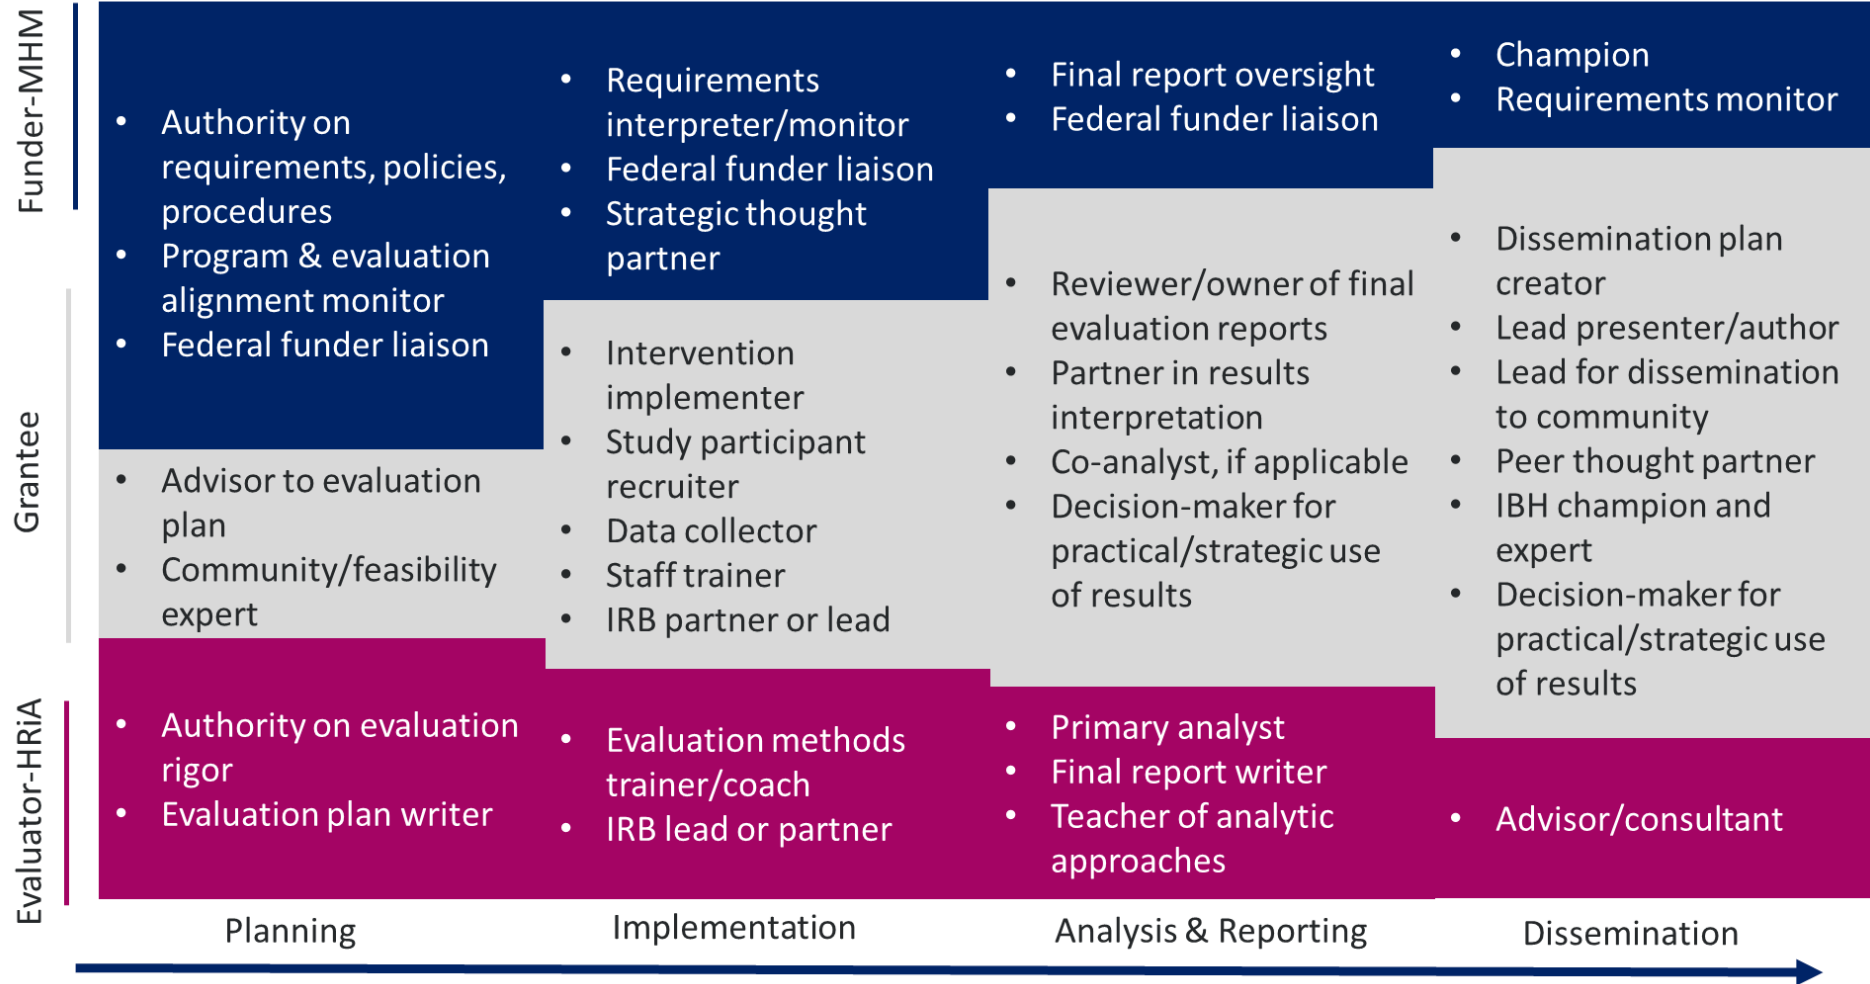 Funder-MHM
• Authority on
requirements, policies,
procedures
• Program & evaluation
alignment monitor
• Federal funder liaison
• Requirements
interpreter/monitor
• Federal funder liaison
• Strategic thought
partner
• Final report oversight
• Federal funder liaison
• Champion
• Requirements monitor
Grantee
• Advisor to evaluation
plan
• Community/feasibility
expert
• Intervention
implementer
• Study participant
recruiter
• Data collector
• Staff trainer
• IRB partner or lead
• Reviewer/owner of final
evaluation reports
• Partner in results
interpretation
• Co-analyst, if applicable
• Decision-maker for
practical/strategic use
of results
• Dissemination plan
creator
• Lead presenter/author
• Lead for dissemination
to community
• Peer thought partner
• IBH champion and
expert
• Decision-maker for
practical/strategic use
of results
Evaluator-HRiA
• Authority on evaluation
rigor
• Evaluation plan writer
• Evaluation methods
trainer/coach
• IRB lead or partner
• Primary analyst
• Final report writer
• Teacher of analytic
approaches
• Advisor/consultant
Planning
Implementation
Analysis & Reporting
Dissemination